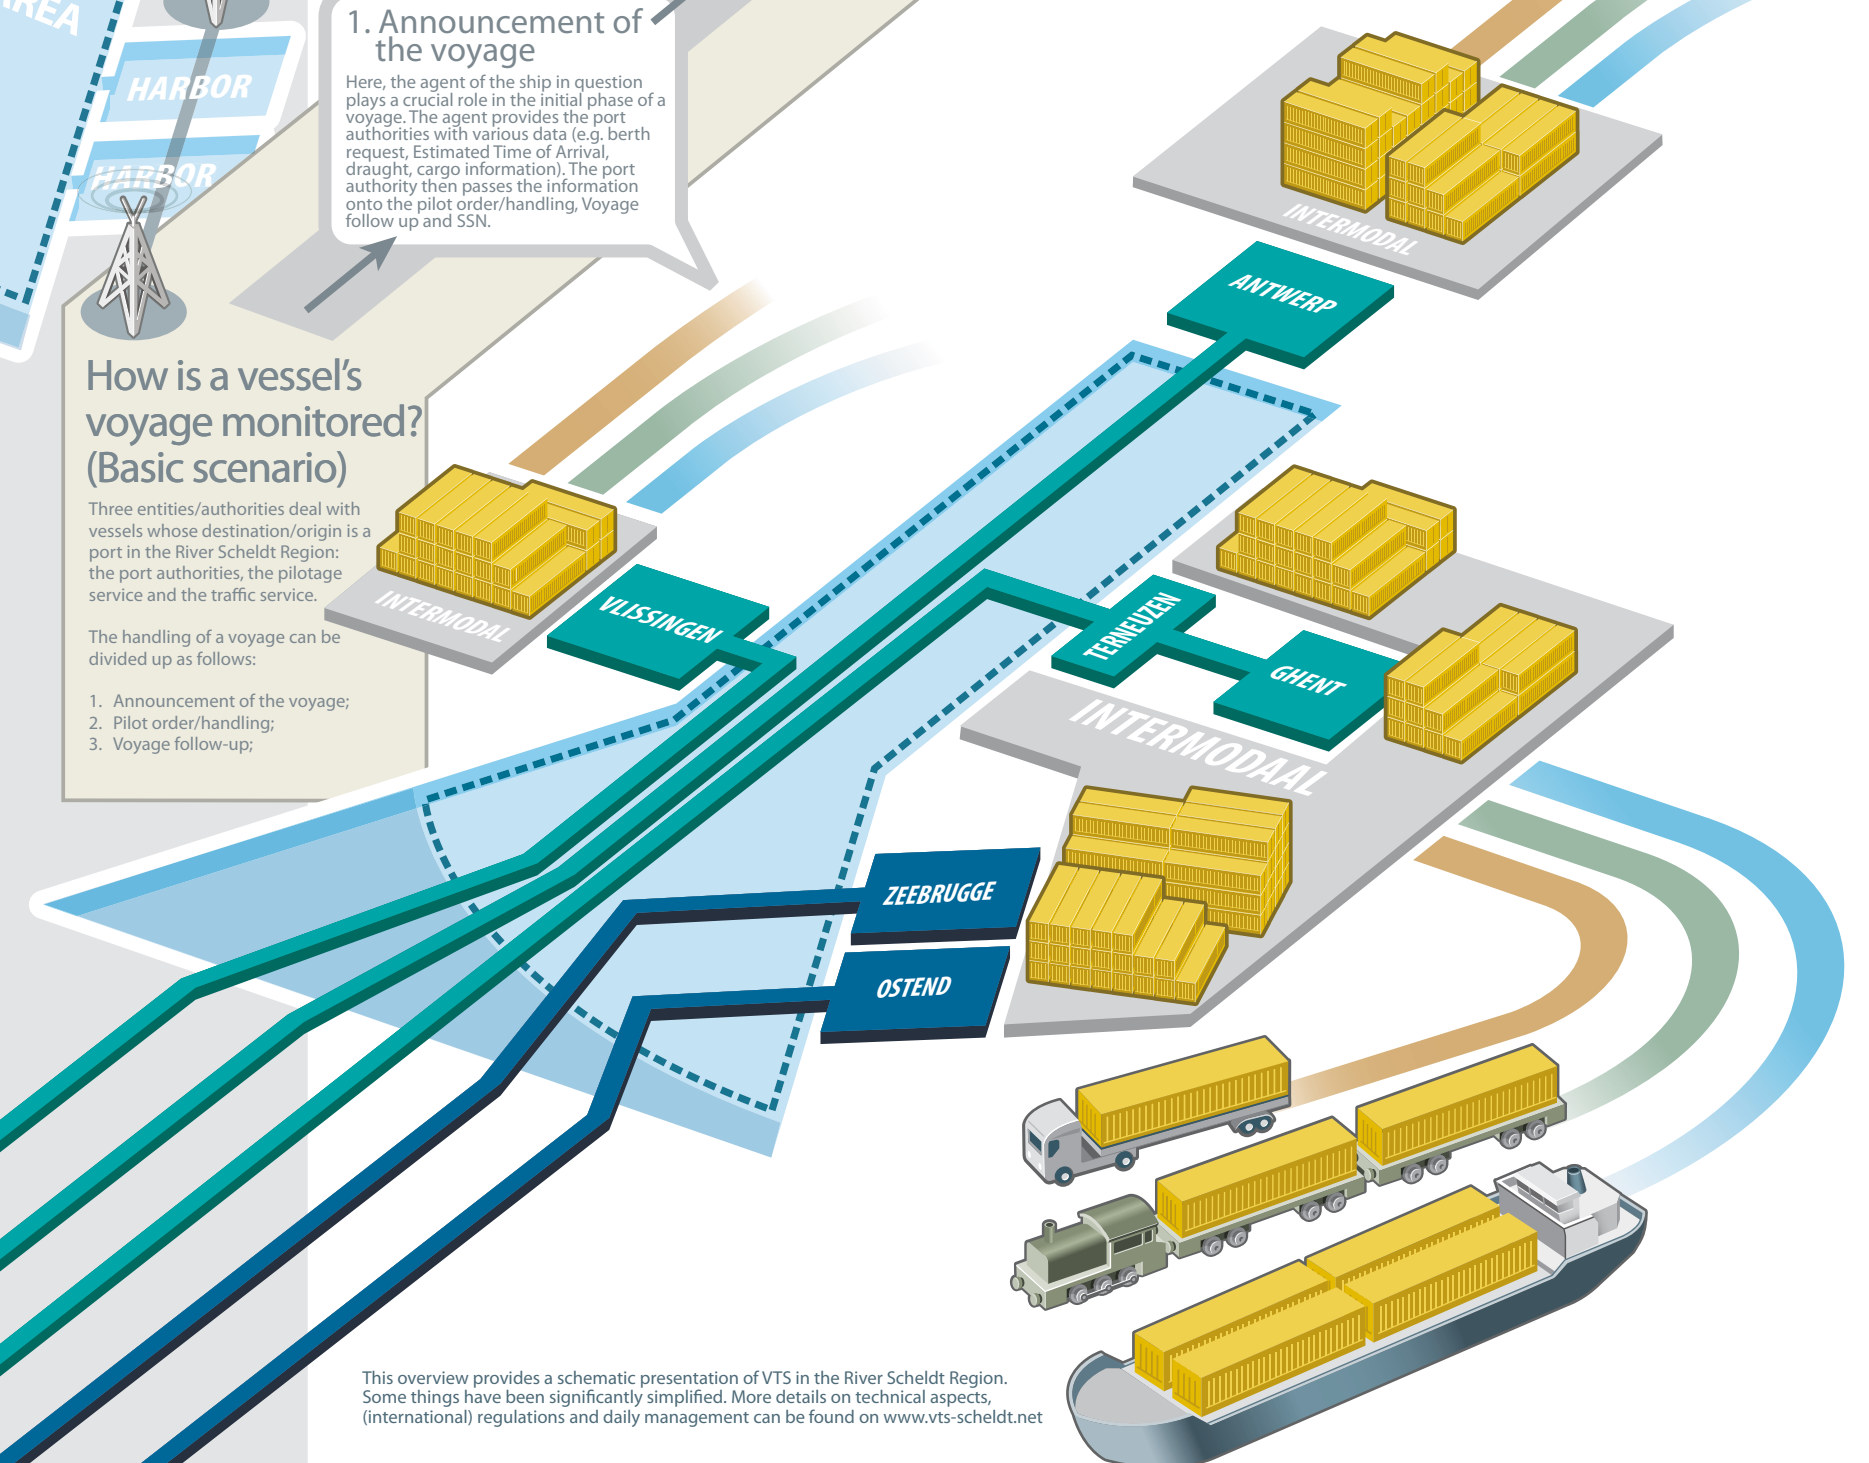 HARBOR
HARBOR
1. Announcement of
the voyage
Here, the agent of the ship in question
plays a crucial role in the initial phase of a
voyage. The agent provides the port
authorities with various data (e.g. berth
request, Estimated Time of Arrival,
draught, cargo information). The port
authority then passes the information
onto the pilot order/handling, Voyage
follow up and SSN.
How is a vessel's
voyage monitored?
(Basic scenario)
Three entities/authorities deal with
vessels whose destination/origin is a
port in the River Scheldt Region:
the port authorities, the pilotage
service and the traffic service.
The handling of a voyage can be
divided up as follows:
1. Announcement of the voyage;
2. Pilot order/handling;
3. Voyage follow-up;
INTERMODAL
ANTWERP
INTERMODAL
VLISSINGEN
TERNEUZEN
GHENT
INTERMODAAL
ZEEBRUGGE
OSTEND
This overview provides a schematic presentation of VTS in the River Scheldt Region.
Some things have been significantly simplified. More details on technical aspects,
(international) regulations and daily management can be found on www.vts-scheldt.net